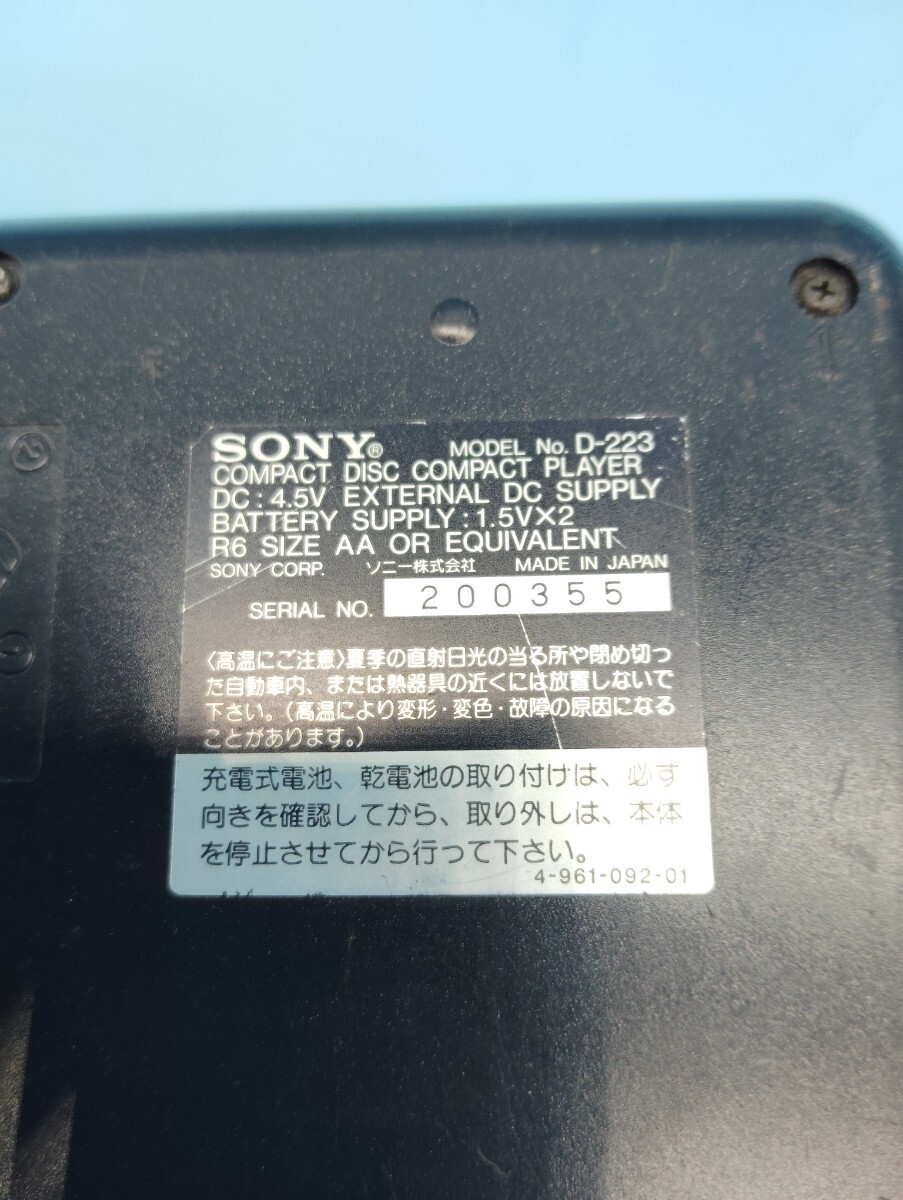 SONY® MODEL No. D-223
COMPACT DISC COMPACT PLAYER
DC : 4.5V EXTERNAL DC SUPPLY
BATTERY SUPPLY : 1.5V×2
R6 SIZE AA OR EQUIVALENT
SONY CORP. ソニー株式会社 MADE IN JAPAN
SERIAL NO. 200355
〈高温にご注意〉夏季の直射日光の当る所や閉め切っ
た自動車内、または熱器具の近くには放置しないで
下さい。(高温により変形・変色・故障の原因になる
ことがあります。)
充電式電池、乾電池の取り付けは、必ず
向きを確認してから、取り外しは、本体
を停止させてから行って下さい。
4-961-092-01
2
1